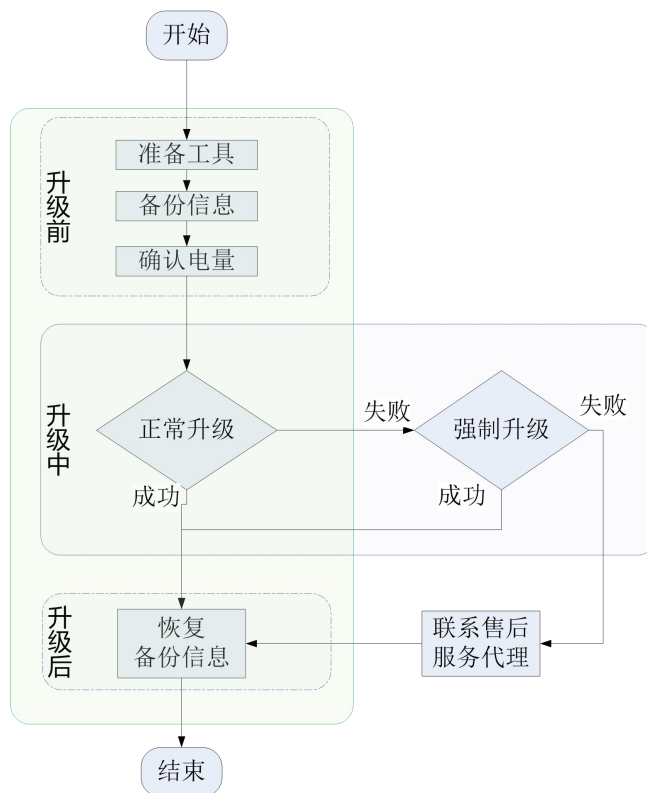 开始
升级前
准备工具
备份信息
确认电量
升级中
正常升级
失败
强制升级
失败
成功
成功
升级后
恢复
备份信息
联系售后
服务代理
结束